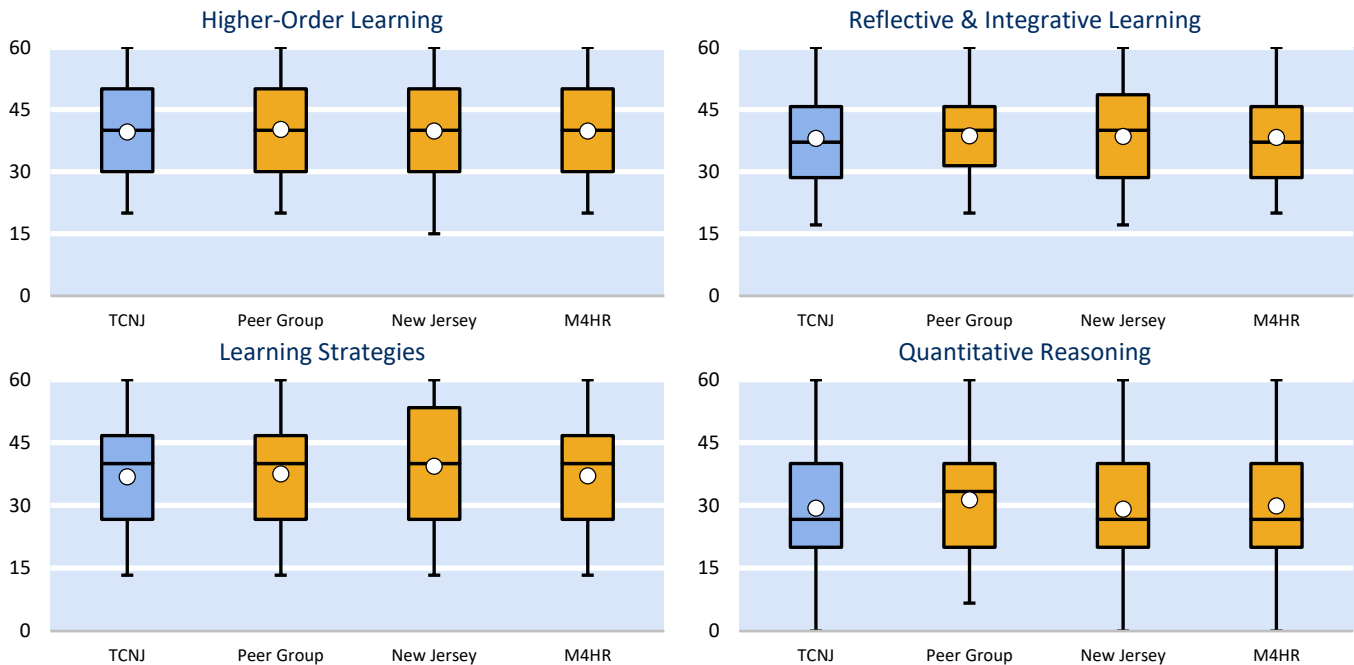 Higher-Order Learning
60
45
30
15
0
TCNJ Peer Group New Jersey M4HR
Reflective & Integrative Learning
60
45
30
15
0
TCNJ Peer Group New Jersey M4HR
Learning Strategies
60
45
30
15
0
TCNJ Peer Group New Jersey M4HR
Quantitative Reasoning
60
45
30
15
0
TCNJ Peer Group New Jersey M4HR